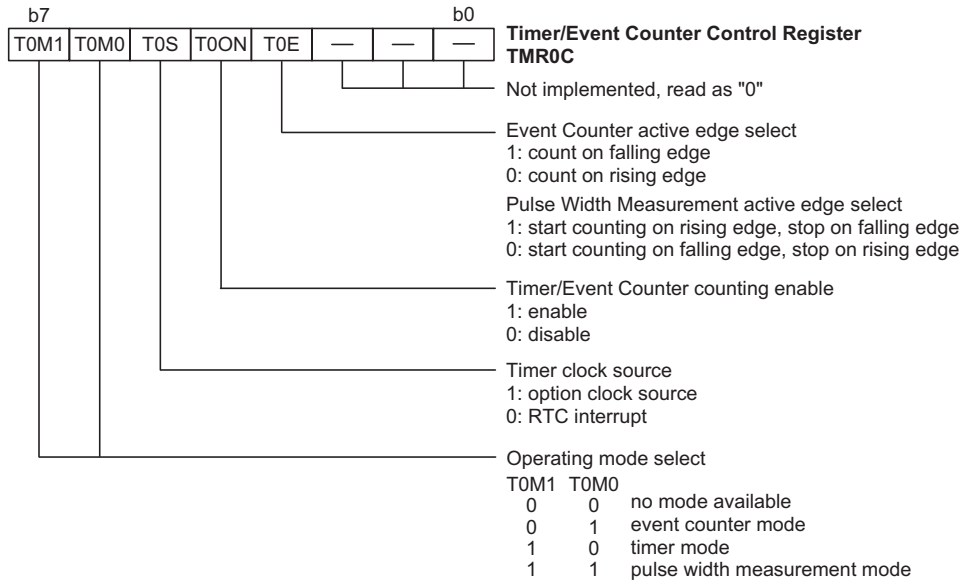 b7 b0
T0M1 T0M0 T0S T0ON T0E — — —
Timer/Event Counter Control Register
TMR0C
Not implemented, read as "0"
Event Counter active edge select
1: count on falling edge
0: count on rising edge
Pulse Width Measurement active edge select
1: start counting on rising edge, stop on falling edge
0: start counting on falling edge, stop on rising edge
Timer/Event Counter counting enable
1: enable
0: disable
Timer clock source
1: option clock source
0: RTC interrupt
Operating mode select
T0M1 T0M0
0 0 no mode available
0 1 event counter mode
1 0 timer mode
1 1 pulse width measurement mode